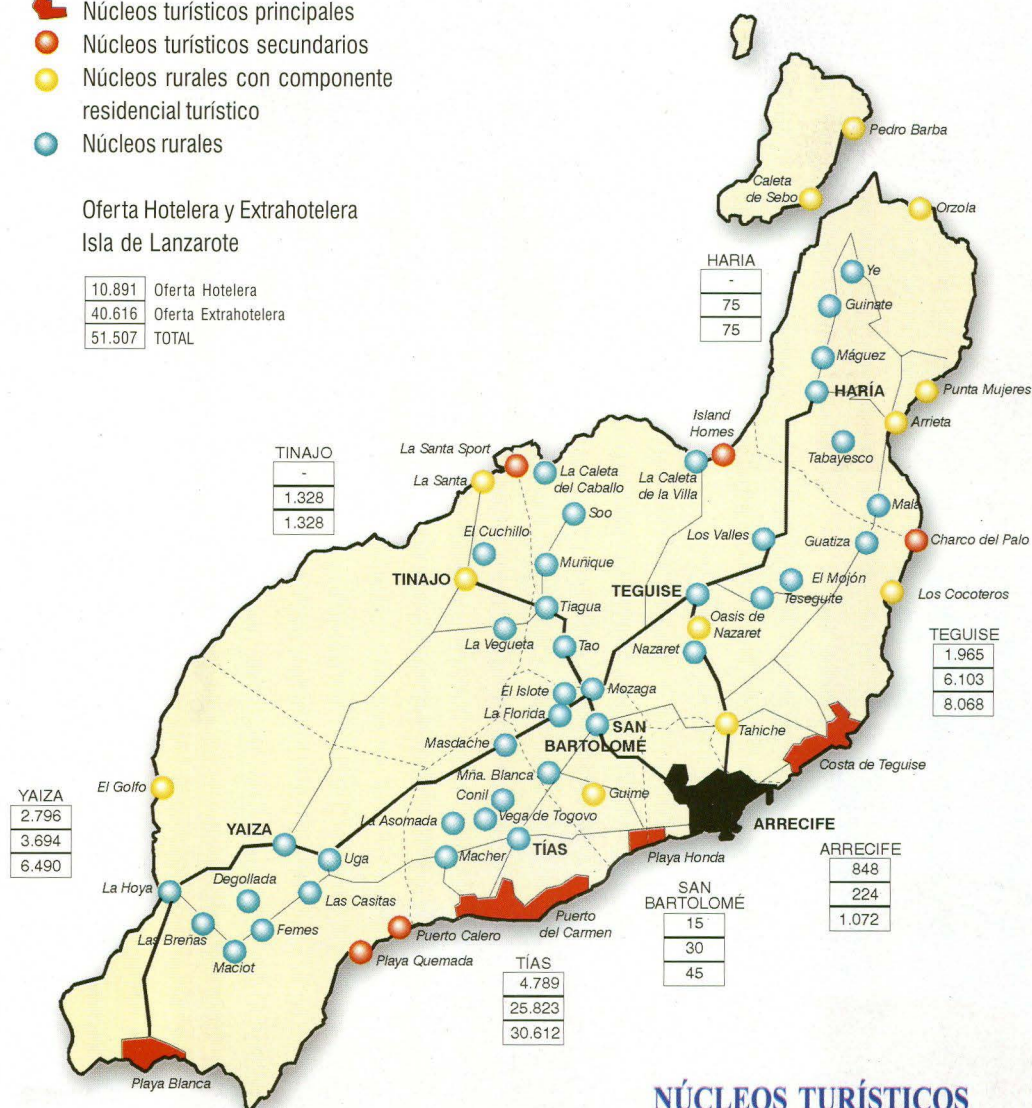 Núcleos turísticos principales
Núcleos turísticos secundarios
Núcleos rurales con componente
residencial turístico
Núcleos rurales
Oferta Hotelera y Extrahotelera
Isla de Lanzarote
10.891 Oferta Hotelera
40.616 Oferta Extrahotelera
51.507 TOTAL
Pedro Barba
Caleta
de Sebo
Orzola
HARIA
-
75
75
Ye
Guinate
Máguez
HARÍA
Punta Mujeres
Arrieta
Tabayesco
Island
Homes
La Caleta
de la Villa
TINAJO
-
1.328
1.328
La Santa Sport
La Santa
La Caleta
del Caballo
Soo
El Cuchillo
Muñique
TINAJO
Tiagua
La Vegueta
Tao
Mala
Los Valles
Guatiza
Charco del Palo
El Mojón
Teseguite
Los Cocoteros
TEGUISE
Oasis de
Nazaret
Nazaret
TEGUISE
1.965
6.103
8.068
El Islote
Mozaga
La Florida
SAN
BARTOLOMÉ
Tahiche
Masdache
Costa de Teguise
Mña. Blanca
Conil
Guime
La Asomada
Vega de Togovo
ARRECIFE
El Golfo
YAIZA
2.796
3.694
6.490
YAIZA
Uga
Macher
TÍAS
Playa Honda
ARRECIFE
848
224
1.072
La Hoya
Degollada
Las Casitas
Las Breñas
Femes
Maciot
Puerto
del Carmen
Puerto Calero
Playa Quemada
SAN
BARTOLOMÉ
15
30
45
TÍAS
4.789
25.823
30.612
Playa Blanca
NÚCLEOS TURÍSTICOS